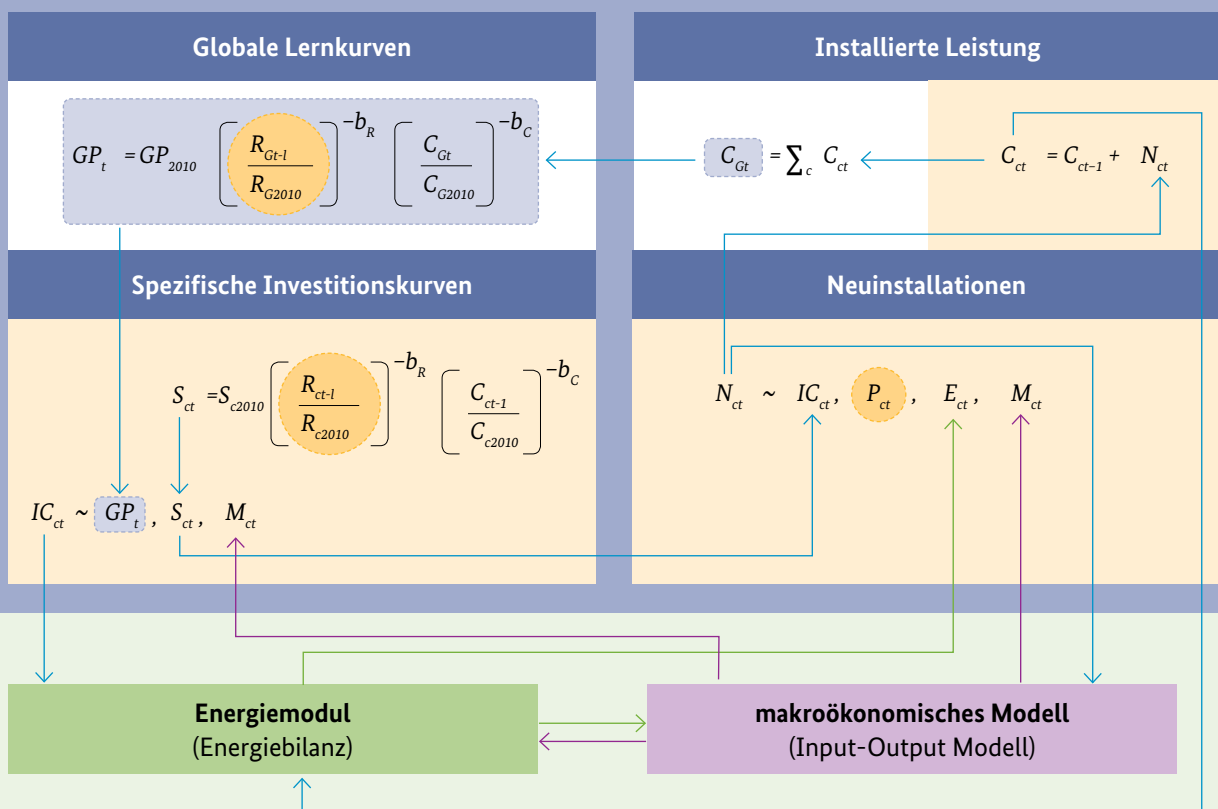 Globale Lernkurven
GP_t = GP_2010 [R_Gt-l / R_G2010]^-b_R [C_Gt / C_G2010]^-b_C
Installierte Leistung
C_Gt = ∑_c C_ct
C_ct = C_ct-1 + N_ct
Spezifische Investitionskurven
S_ct = S_c2010 [R_ct-l / R_c2010]^-b_R [C_ct-1 / C_c2010]^-b_C
IC_ct ~ GP_t, S_ct, M_ct
Neuinstallationen
N_ct ~ IC_ct, P_ct, E_ct, M_ct
Energiemodul
(Energiebilanz)
makroökonomisches Modell
(Input-Output Modell)